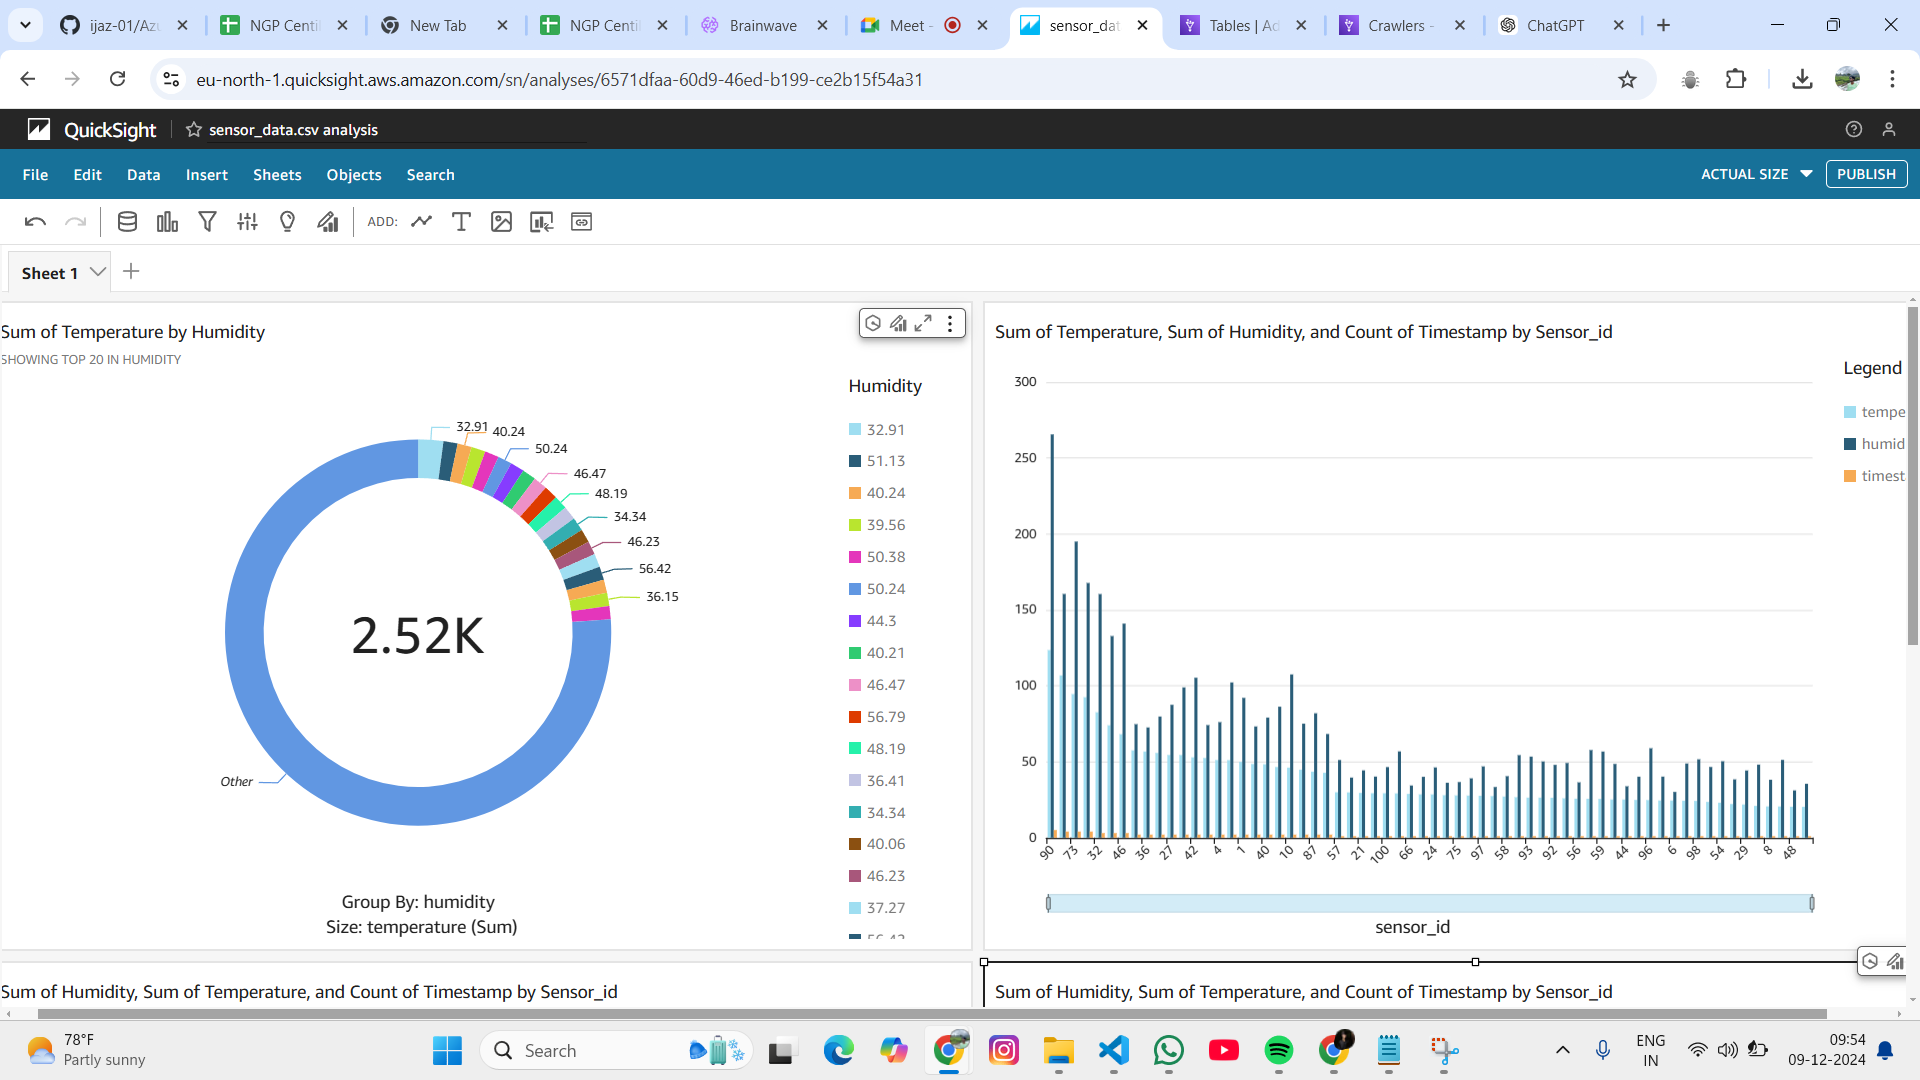 ijaz-01/Az
NGP Centi
New Tab
NGP Centi
Brainwave
Meet -
sensor_dat
Tables | Ad
Crawlers -
ChatGPT
eu-north-1.quicksight.aws.amazon.com/sn/analyses/6571dfaa-60d9-46ed-b199-ce2b15f54a31
QuickSight
sensor_data.csv analysis
File
Edit
Data
Insert
Sheets
Objects
Search
ACTUAL SIZE
PUBLISH
ADD:
Sheet 1
Sum of Temperature by Humidity
SHOWING TOP 20 IN HUMIDITY
32.91
40.24
50.24
46.47
48.19
34.34
46.23
56.42
36.15
Other
2.52K
Group By: humidity
Size: temperature (Sum)
Humidity
32.91
51.13
40.24
39.56
50.38
50.24
44.3
40.21
46.47
56.79
48.19
36.41
34.34
40.06
46.23
37.27
56.42
Sum of Temperature, Sum of Humidity, and Count of Timestamp by Sensor_id
300
250
200
150
100
50
0
90
73
32
46
36
27
42
4
1
40
10
87
57
21
100
66
24
75
97
58
93
92
56
59
44
96
6
98
54
29
8
48
sensor_id
Legend
tempe
humid
timest
Sum of Humidity, Sum of Temperature, and Count of Timestamp by Sensor_id
Sum of Humidity, Sum of Temperature, and Count of Timestamp by Sensor_id
78°F
Partly sunny
Search
ENG
IN
09:54
09-12-2024